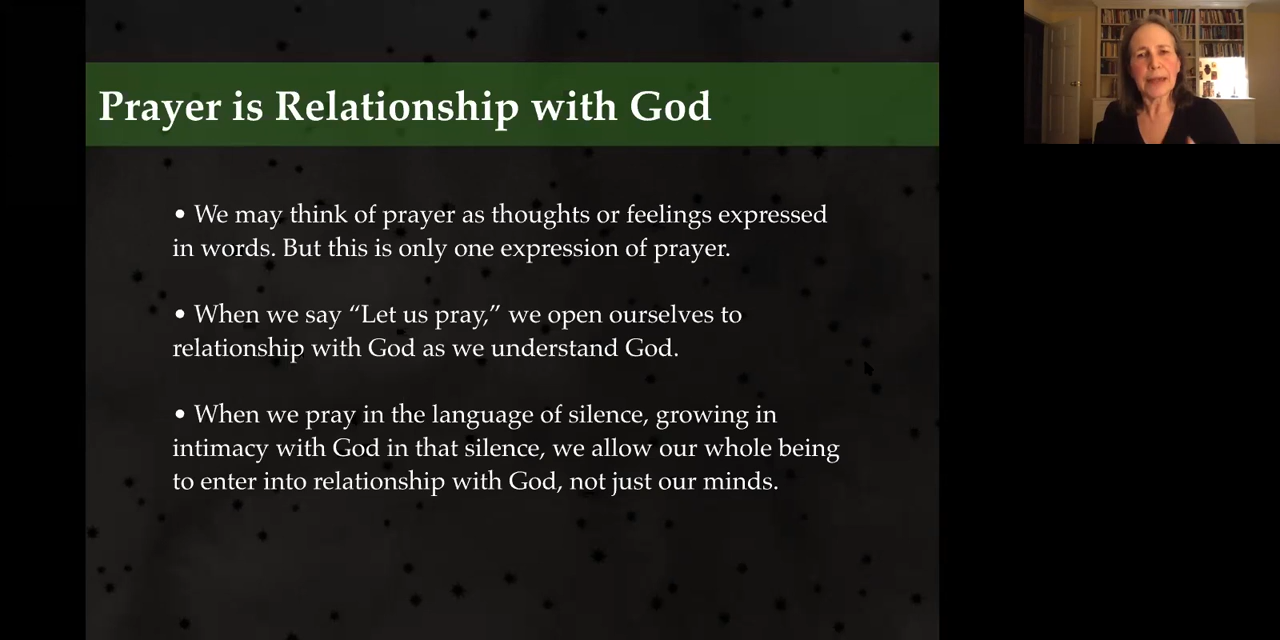 Prayer is Relationship with God
• We may think of prayer as thoughts or feelings expressed
in words. But this is only one expression of prayer.
• When we say “Let us pray,” we open ourselves to
relationship with God as we understand God.
• When we pray in the language of silence, growing in
intimacy with God in that silence, we allow our whole being
to enter into relationship with God, not just our minds.